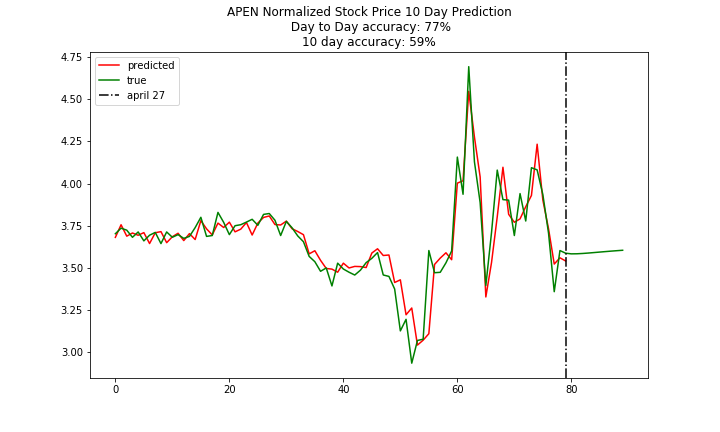 APEN Normalized Stock Price 10 Day Prediction
Day to Day accuracy: 77%
10 day accuracy: 59%
predicted
true
april 27
4.75
4.50
4.25
4.00
3.75
3.50
3.25
3.00
0 20 40 60 80